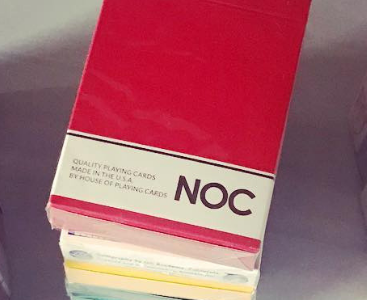 QUALITY PLAYING CARDS
MADE IN THE U.S.A.
BY HOUSE OF PLAYING CARDS
NOC